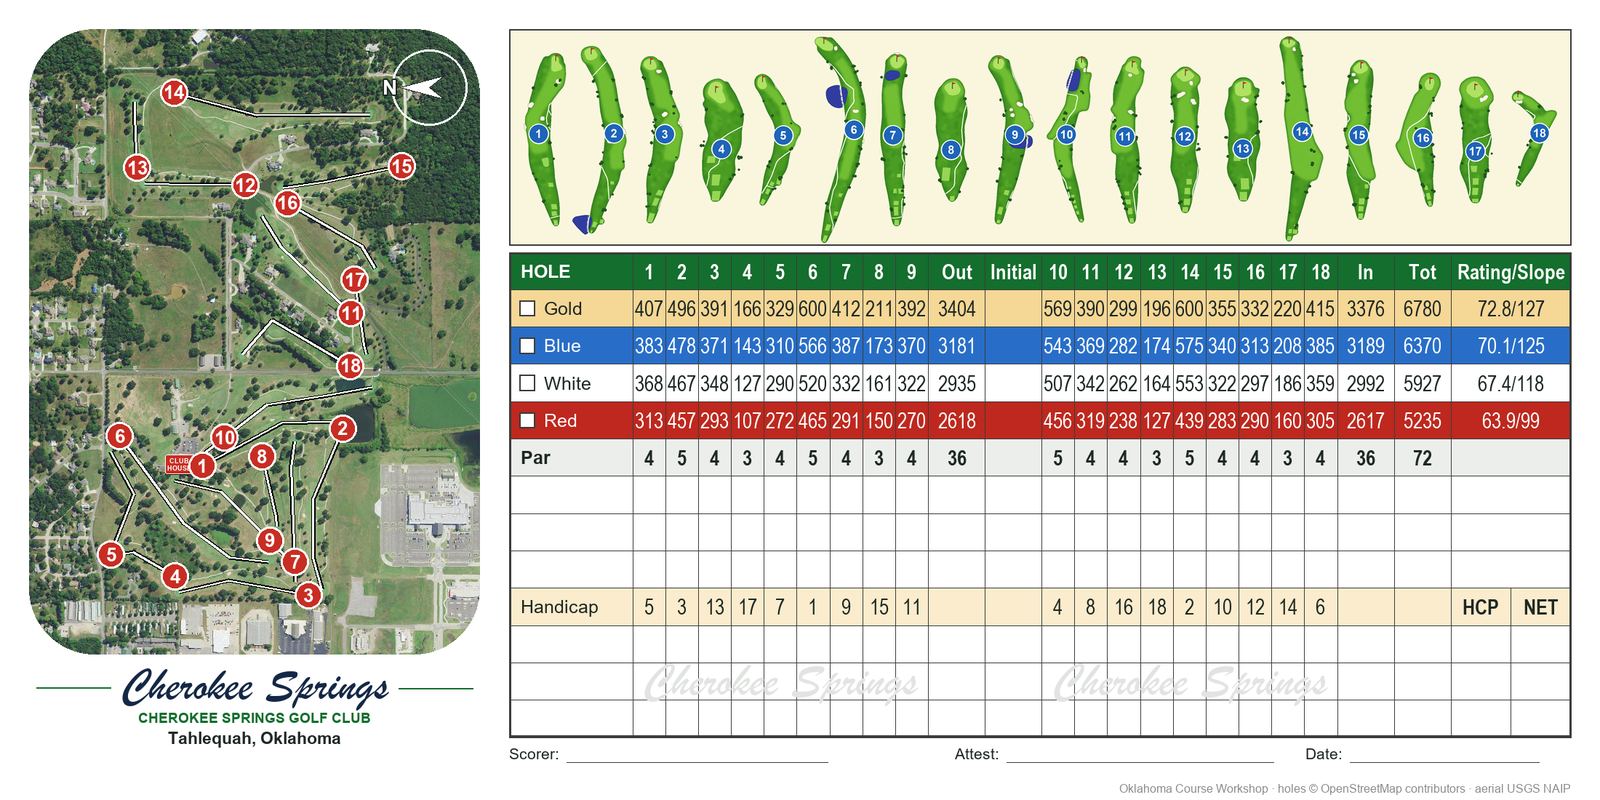 N
14
13
12
15
16
17
11
18
6
10
2
CLUB HOUSE
1
8
9
7
5
4
3
Cherokee Springs
CHEROKEE SPRINGS GOLF CLUB
Tahlequah, Oklahoma
1 2 3 4 5 6 7 8 9 10 11 12 13 14 15 16 17 18
HOLE 1 2 3 4 5 6 7 8 9 Out Initial 10 11 12 13 14 15 16 17 18 In Tot Rating/Slope
Gold 407 496 391 166 329 600 412 211 392 3404 569 390 299 196 600 355 332 220 415 3376 6780 72.8/127
Blue 383 478 371 143 310 566 387 173 370 3181 543 369 282 174 575 340 313 208 385 3189 6370 70.1/125
White 368 467 348 127 290 520 332 161 322 2935 507 342 262 164 553 322 297 186 359 2992 5927 67.4/118
Red 313 457 293 107 272 465 291 150 270 2618 456 319 238 127 439 283 290 160 305 2617 5235 63.9/99
Par 4 5 4 3 4 5 4 3 4 36 5 4 4 3 5 4 4 3 4 36 72
Handicap 5 3 13 17 7 1 9 15 11 4 8 16 18 2 10 12 14 6 HCP NET
Cherokee Springs Cherokee Springs
Scorer: Attest: Date:
Oklahoma Course Workshop · holes © OpenStreetMap contributors · aerial USGS NAIP